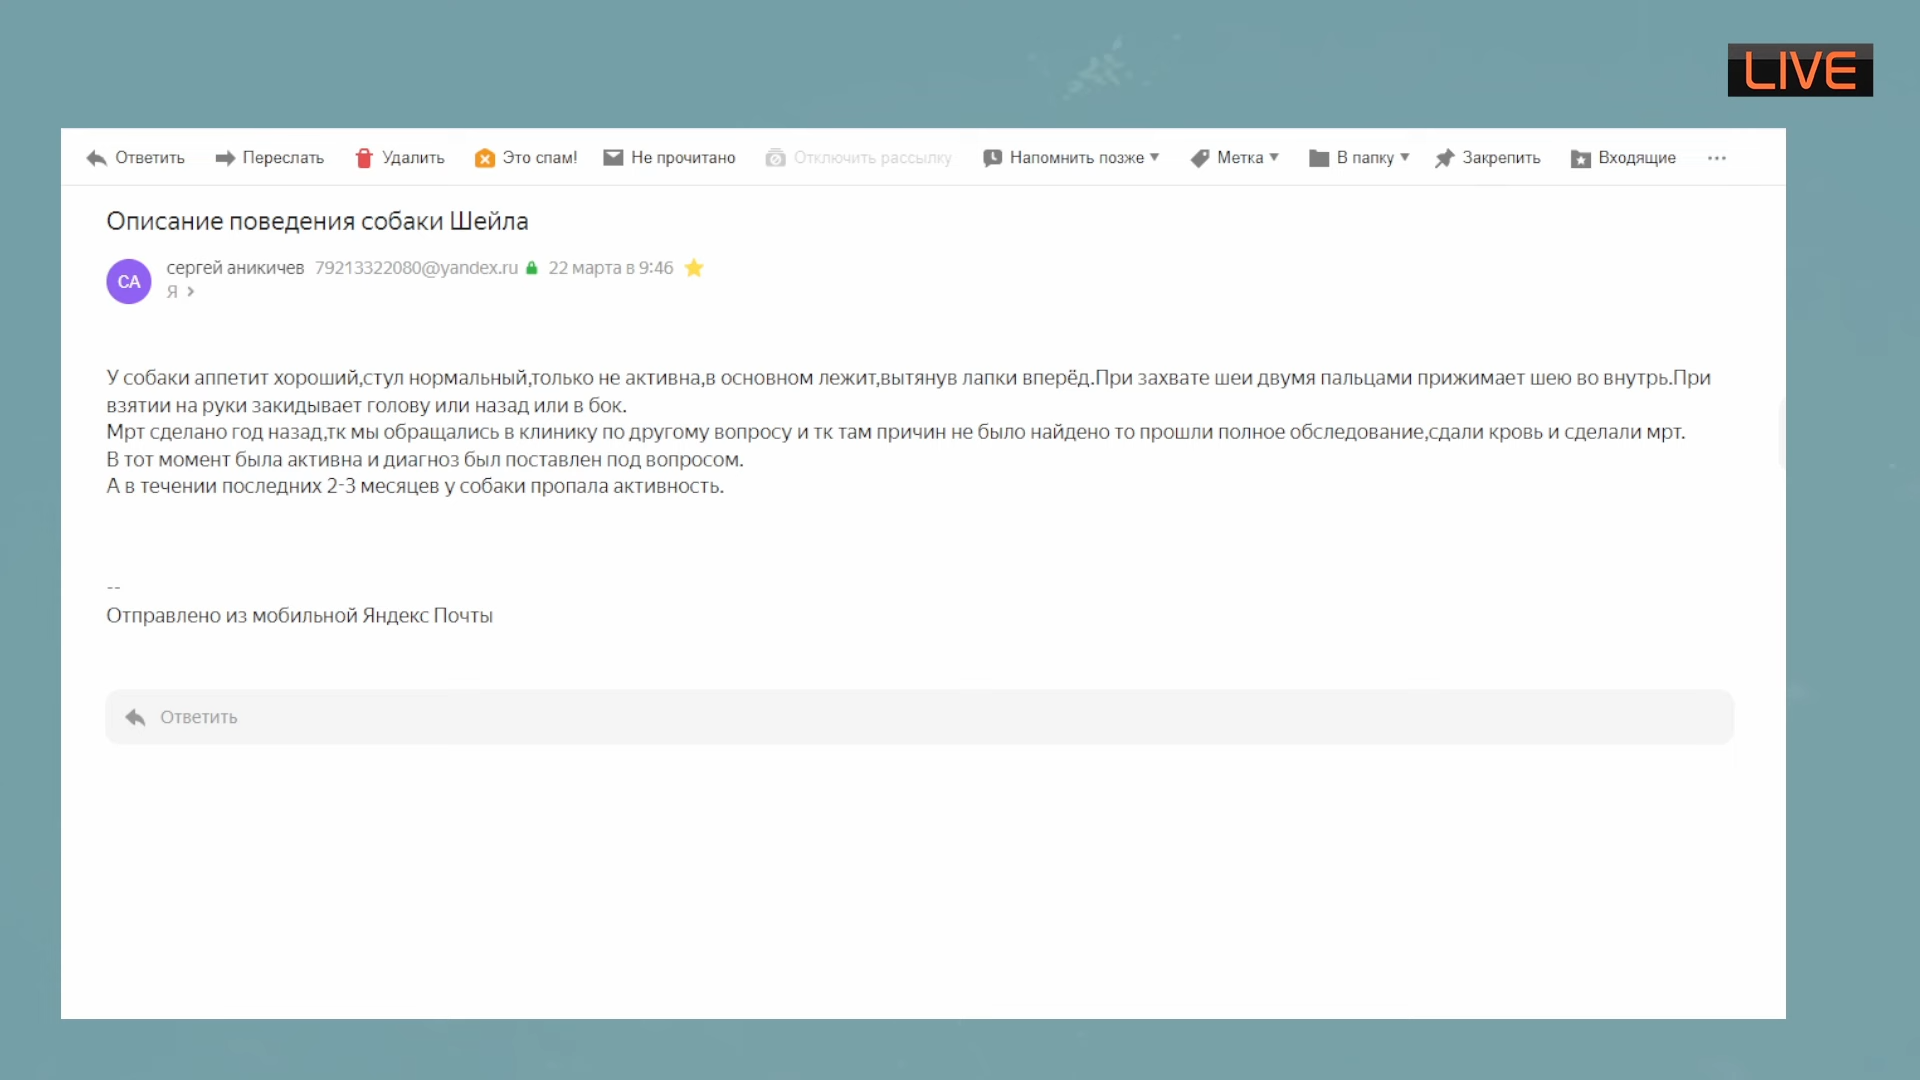 LIVE
Ответить Переслать Удалить Это спам! Не прочитано Отключить рассылку Напомнить позже Метка В папку Закрепить Входящие ...
Описание поведения собаки Шейла
СА
сергей аникичев 79213322080@yandex.ru 22 марта в 9:46
Я >
У собаки аппетит хороший,стул нормальный,только не активна,в основном лежит,вытянув лапки вперёд.При захвате шеи двумя пальцами прижимает шею во внутрь.При
взятии на руки закидывает голову или назад или в бок.
Мрт сделано год назад,тк мы обращались в клинику по другому вопросу и тк там причин не было найдено то прошли полное обследование,сдали кровь и сделали мрт.
В тот момент была активна и диагноз был поставлен под вопросом.
А в течении последних 2-3 месяцев у собаки пропала активность.
--
Отправлено из мобильной Яндекс Почты
Ответить